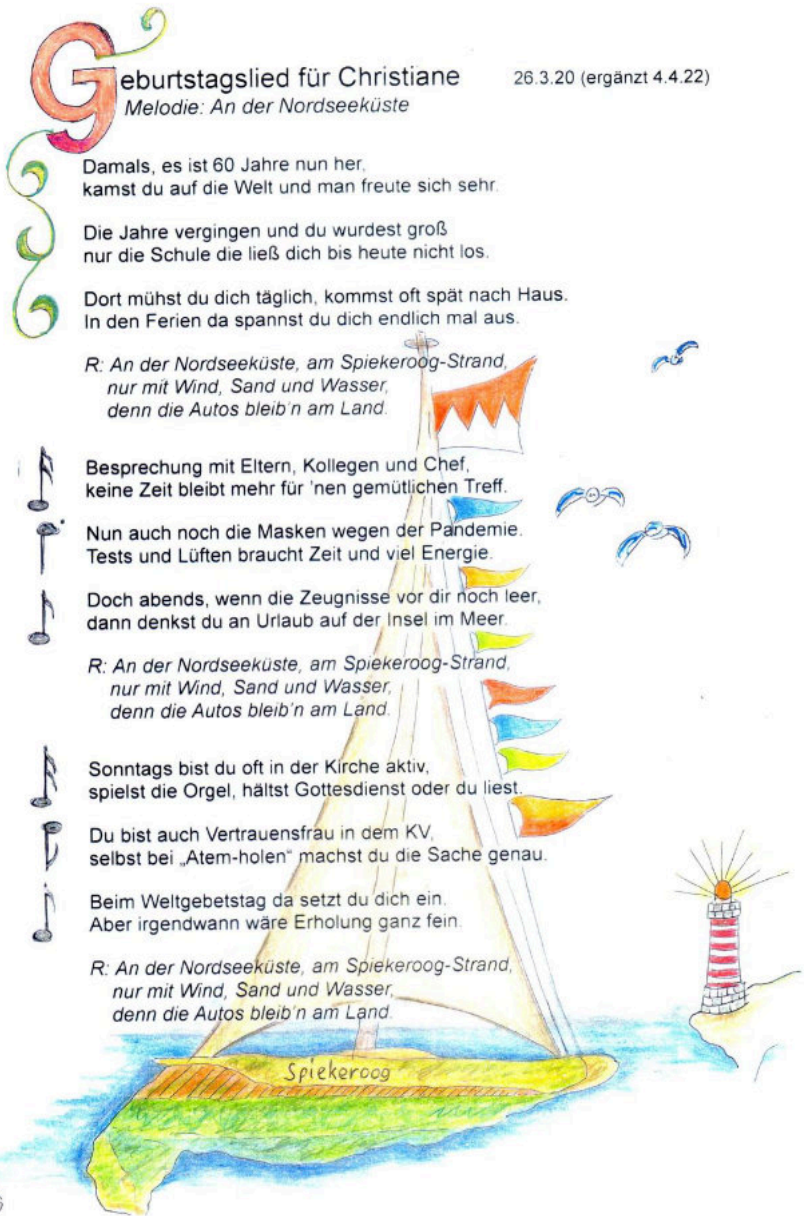 Geburtstagslied für Christiane 26.3.20 (ergänzt 4.4.22)
Melodie: An der Nordseeküste
Damals, es ist 60 Jahre nun her,
kamst du auf die Welt und man freute sich sehr.
Die Jahre vergingen und du wurdest groß
nur die Schule die ließ dich bis heute nicht los.
Dort mühst du dich täglich, kommst oft spät nach Haus.
In den Ferien da spannst du dich endlich mal aus.
R: An der Nordseeküste, am Spiekeroog-Strand,
nur mit Wind, Sand und Wasser,
denn die Autos bleib'n am Land.
Besprechung mit Eltern, Kollegen und Chef,
keine Zeit bleibt mehr für 'nen gemütlichen Treff.
Nun auch noch die Masken wegen der Pandemie.
Tests und Lüften braucht Zeit und viel Energie.
Doch abends, wenn die Zeugnisse vor dir noch leer,
dann denkst du an Urlaub auf der Insel im Meer.
R: An der Nordseeküste, am Spiekeroog-Strand,
nur mit Wind, Sand und Wasser,
denn die Autos bleib'n am Land.
Sonntags bist du oft in der Kirche aktiv,
spielst die Orgel, hältst Gottesdienst oder du liest.
Du bist auch Vertrauensfrau in dem KV,
selbst bei „Atem-holen" machst du die Sache genau.
Beim Weltgebetstag da setzt du dich ein.
Aber irgendwann wäre Erholung ganz fein.
R: An der Nordseeküste, am Spiekeroog-Strand,
nur mit Wind, Sand und Wasser,
denn die Autos bleib'n am Land.
Spiekeroog